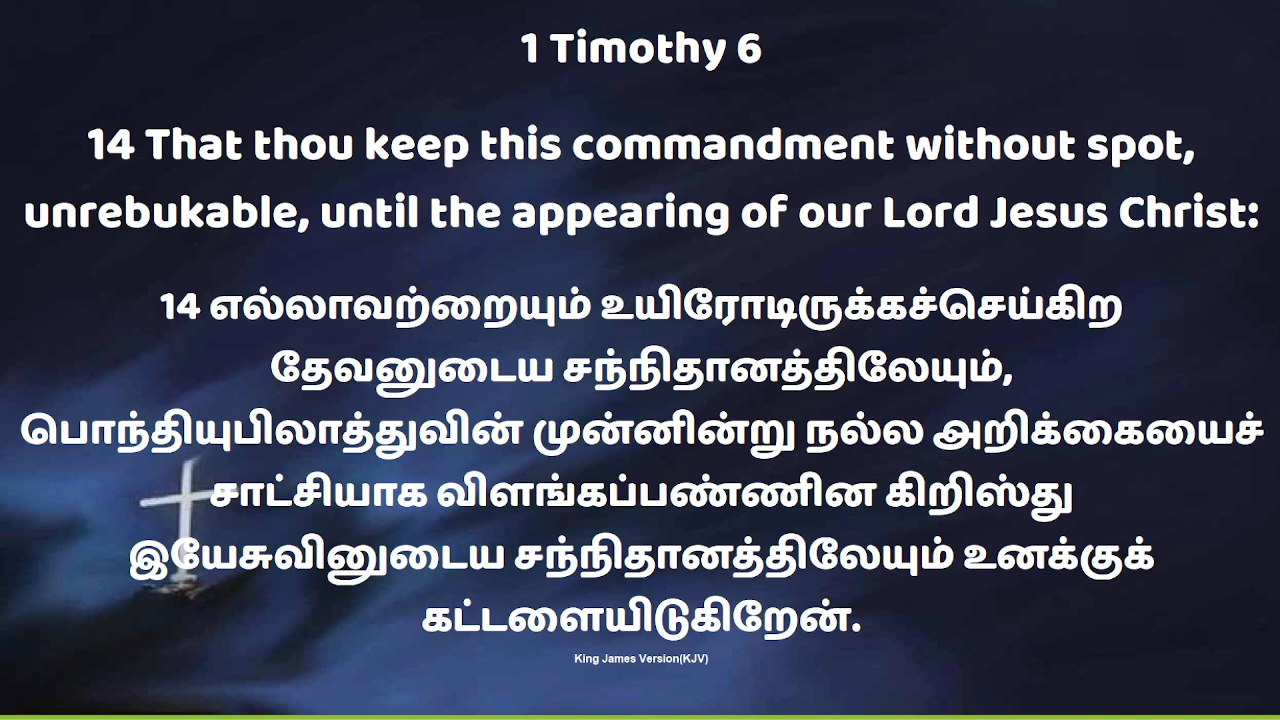 1 Timothy 6
14 That thou keep this commandment without spot,
unrebukable, until the appearing of our Lord Jesus Christ:
14 எல்லாவற்றையும் உயிரோடிருக்கச்செய்கிற
தேவனுடைய சந்நிதானத்திலேயும்,
பொந்தியுபிலாத்துவின் முன்னின்று நல்ல அறிக்கையைச்
சாட்சியாக விளங்கப்பண்ணின கிறிஸ்து
இயேசுவினுடைய சந்நிதானத்திலேயும் உனக்குக்
கட்டளையிடுகிறேன்.
King James Version(KJV)